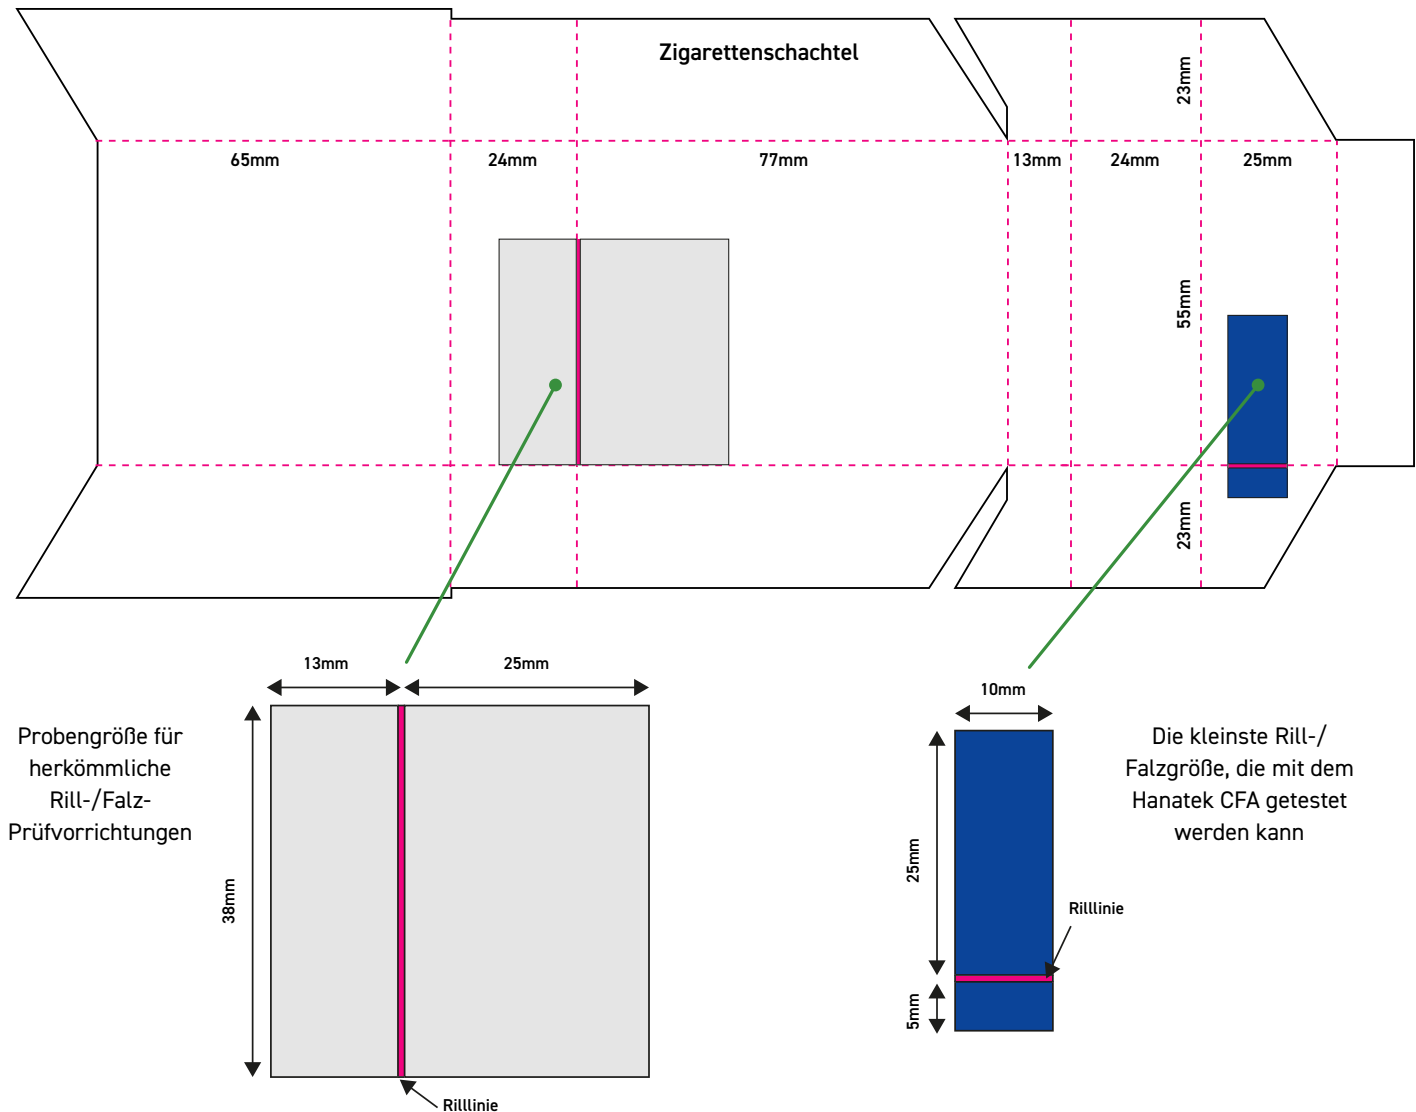 Zigarettenschachtel
23mm
65mm
24mm
77mm
13mm
24mm
25mm
55mm
23mm
13mm
25mm
10mm
Probengröße für
herkömmliche
Rill-/Falz-
Prüfvorrichtungen
38mm
Rilllinie
25mm
5mm
Rilllinie
Die kleinste Rill-/
Falzgröße, die mit dem
Hanatek CFA getestet
werden kann